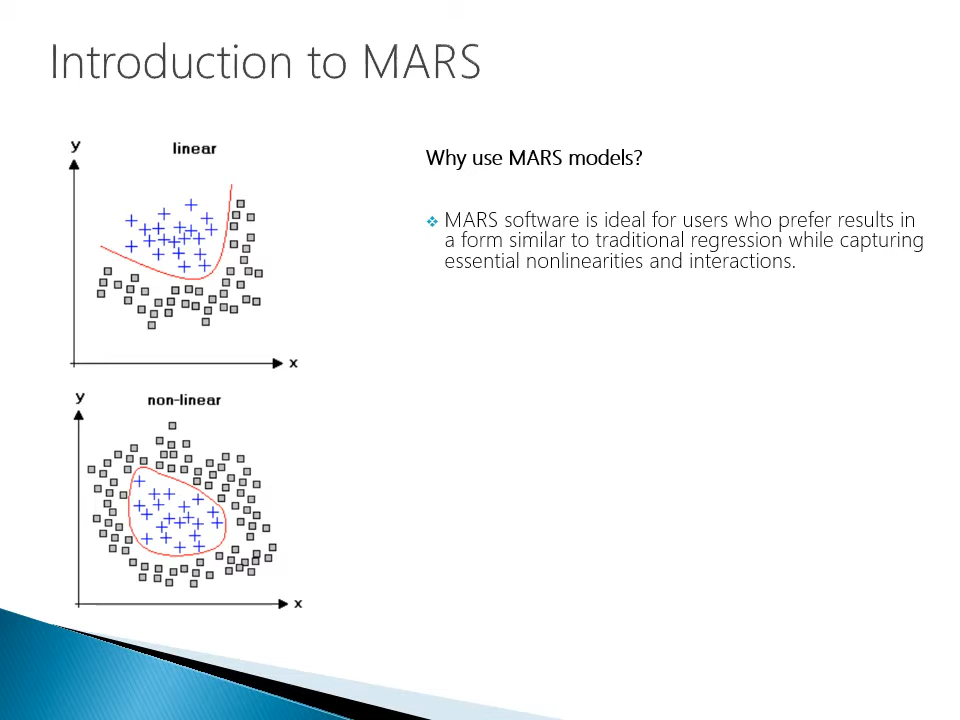 Introduction to MARS
y
linear
x
y
non-linear
x
Why use MARS models?
MARS software is ideal for users who prefer results in
a form similar to traditional regression while capturing
essential nonlinearities and interactions.